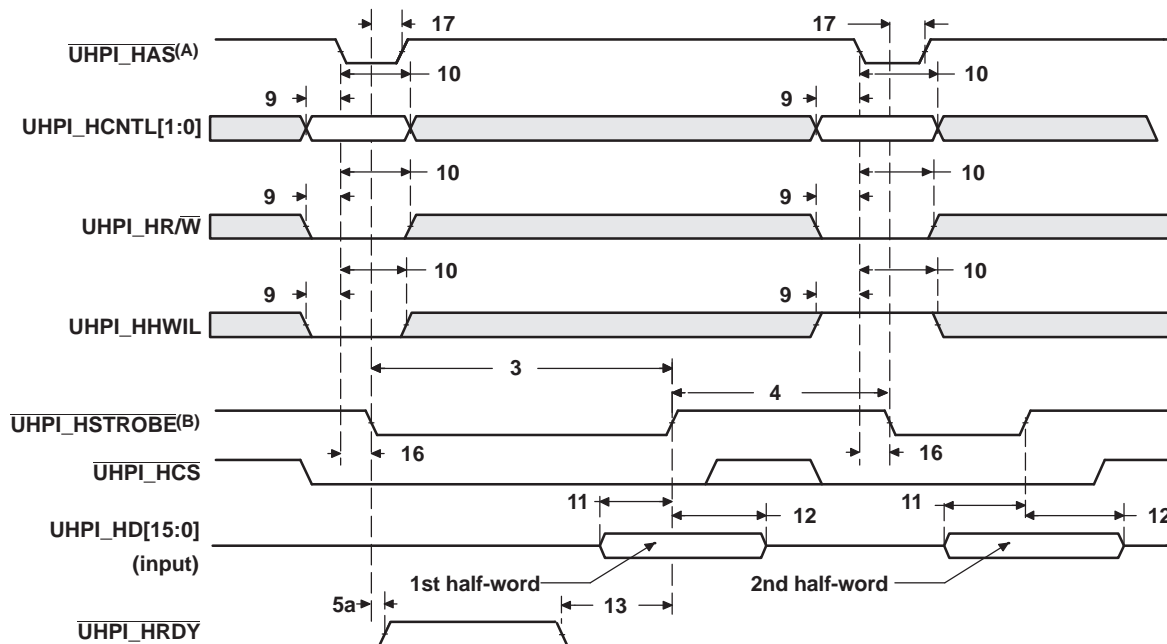 17 17
UHPI_HAS(A)
10 10
9 9
UHPI_HCNTL[1:0]
10 10
9 9
UHPI_HR/W
10 10
9 9
UHPI_HHWIL
3
4
UHPI_HSTROBE(B)
16 16
UHPI_HCS
11 11
12 12
UHPI_HD[15:0]
(input)
1st half-word 2nd half-word
5a 13
UHPI_HRDY